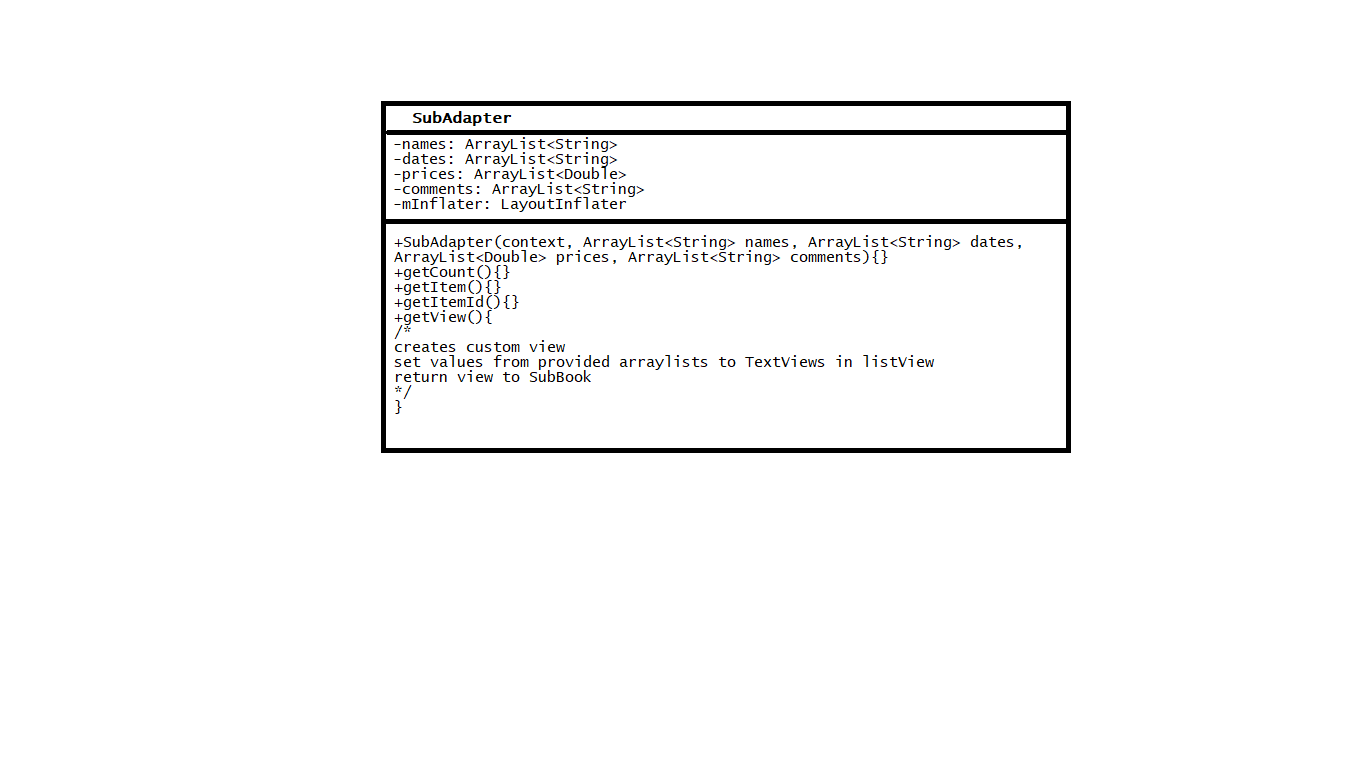 SubAdapter
-names: ArrayList<String>
-dates: ArrayList<String>
-prices: ArrayList<Double>
-comments: ArrayList<String>
-mInflater: LayoutInflater
+SubAdapter(context, ArrayList<String> names, ArrayList<String> dates,
ArrayList<Double> prices, ArrayList<String> comments){}
+getCount(){}
+getItem(){}
+getItemId(){}
+getView(){
/*
creates custom view
set values from provided arraylists to TextViews in listView
return view to SubBook
*/
}